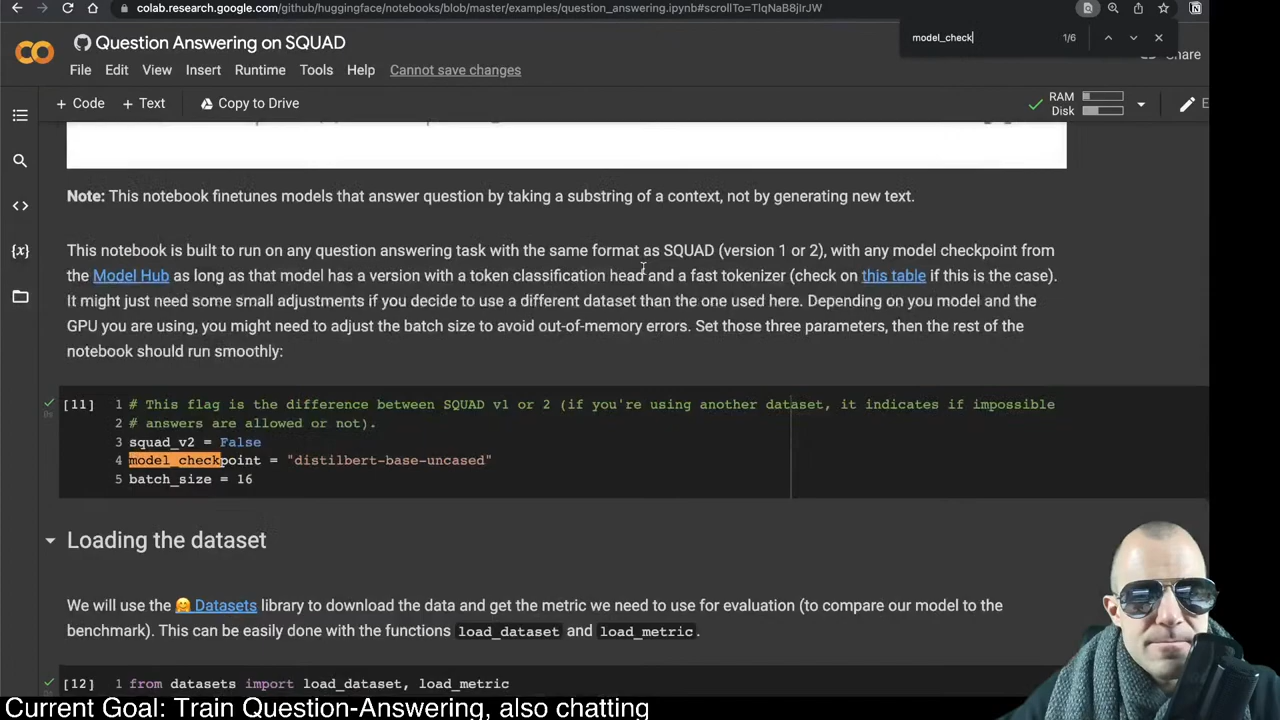 colab.research.google.com/github/huggingface/notebooks/blob/master/examples/question_answering.ipynb#scrollTo=TlqNaB8jIrJW
model_check
1/6
Question Answering on SQUAD
Share
File Edit View Insert Runtime Tools Help Cannot save changes
+ Code + Text Copy to Drive
RAM
Disk
E
Note: This notebook finetunes models that answer question by taking a substring of a context, not by generating new text.
This notebook is built to run on any question answering task with the same format as SQUAD (version 1 or 2), with any model checkpoint from
the Model Hub as long as that model has a version with a token classification head and a fast tokenizer (check on this table if this is the case).
It might just need some small adjustments if you decide to use a different dataset than the one used here. Depending on you model and the
GPU you are using, you might need to adjust the batch size to avoid out-of-memory errors. Set those three parameters, then the rest of the
notebook should run smoothly:
[11] 1 # This flag is the difference between SQUAD v1 or 2 (if you're using another dataset, it indicates if impossible
2 # answers are allowed or not).
3 squad_v2 = False
4 model_checkpoint = "distilbert-base-uncased"
5 batch_size = 16
0s
Loading the dataset
We will use the 🤗 Datasets library to download the data and get the metric we need to use for evaluation (to compare our model to the
benchmark). This can be easily done with the functions load_dataset and load_metric.
[12] 1 from datasets import load_dataset, load_metric
Current Goal: Train Question-Answering, also chatting